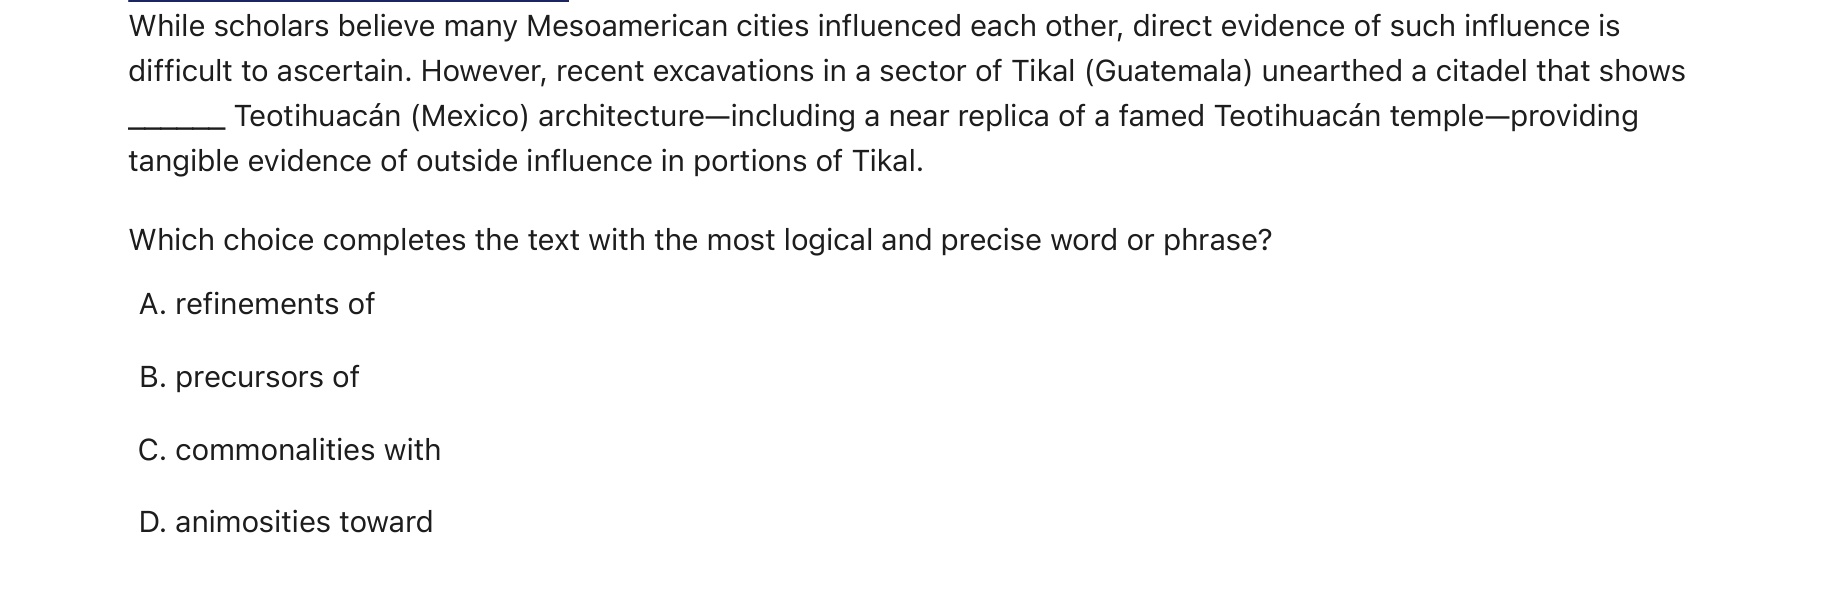 While scholars believe many Mesoamerican cities influenced each other, direct evidence of such influence is
difficult to ascertain. However, recent excavations in a sector of Tikal (Guatemala) unearthed a citadel that shows
______ Teotihuacán (Mexico) architecture—including a near replica of a famed Teotihuacán temple—providing
tangible evidence of outside influence in portions of Tikal.
Which choice completes the text with the most logical and precise word or phrase?
A. refinements of
B. precursors of
C. commonalities with
D. animosities toward